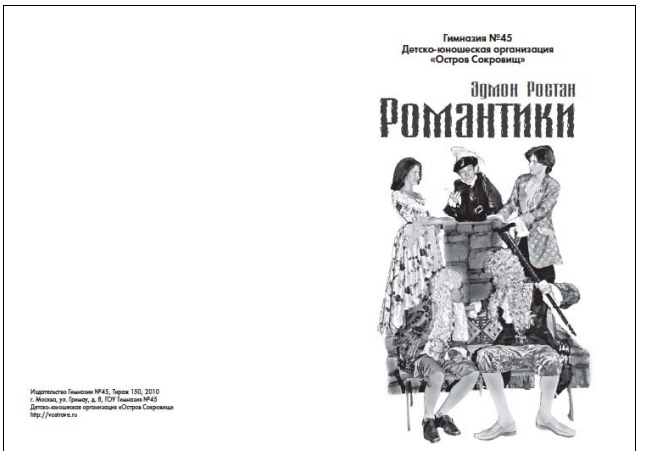 Гимназия №45
Детско-юношеская организация
«Остров Сокровищ»
Эдмон Ростан
Романтики
Издательство Гимназии №45, Тираж 150, 2010
г. Москва, ул. Гримау, д. 8, ГОУ Гимназия №45
Детско-юношеская организация «Остров Сокровищ»
http://vostrove.ru